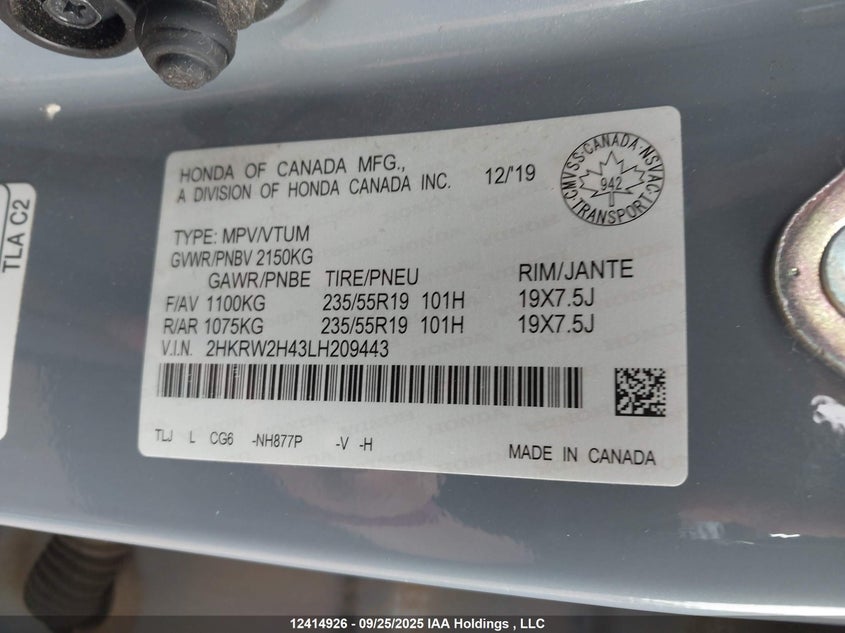 HONDA OF CANADA MFG.,
A DIVISION OF HONDA CANADA INC. 12/'19
CMVSS·CANADA·NSVAC
942
TRANSPORT
TYPE: MPV/VTUM
GVWR/PNBV 2150KG
GAWR/PNBE TIRE/PNEU RIM/JANTE
F/AV 1100KG 235/55R19 101H 19X7.5J
R/AR 1075KG 235/55R19 101H 19X7.5J
V.I.N. 2HKRW2H43LH209443
TLJ L CG6 -NH877P -V -H
MADE IN CANADA
TLA C2
12414926 - 09/25/2025 IAA Holdings , LLC